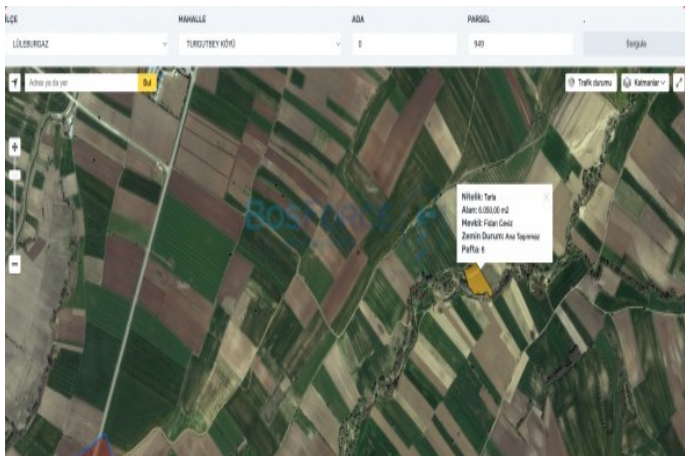 İLÇE
MAHALLE
ADA
PARSEL
.
LÜLEBURGAZ
TURGUTBEY KÖYÜ
0
949
Sorgula
Adres ya da yer
Bul
Trafik durumu
Katmanlar
Nitelik: Tarla
Alan: 6.050,00 m2
Mevkii: Fidan Ceviz
Zemin Durum: Ana Taşınmaz
Pafta: 6